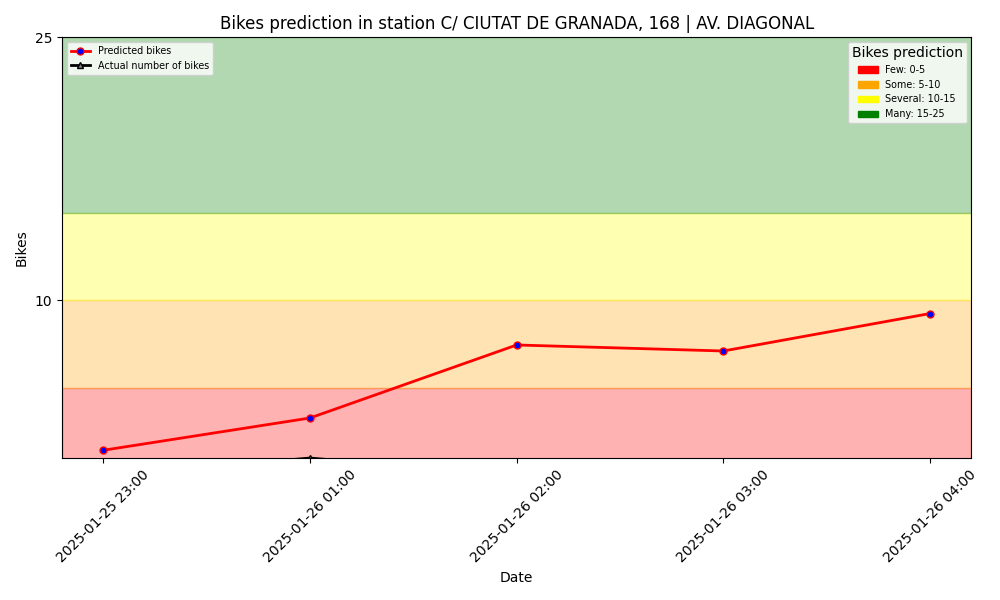 Bikes prediction in station C/ CIUTAT DE GRANADA, 168 | AV. DIAGONAL
25
10
Bikes
Predicted bikes
Actual number of bikes
Bikes prediction
Few: 0-5
Some: 5-10
Several: 10-15
Many: 15-25
2025-01-25 23:00
2025-01-26 01:00
2025-01-26 02:00
2025-01-26 03:00
2025-01-26 04:00
Date